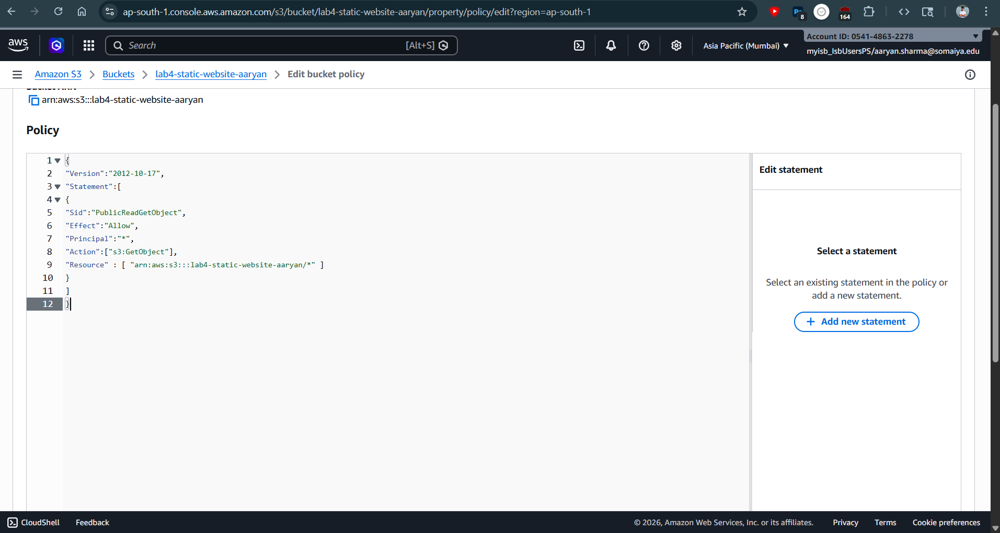 ap-south-1.console.aws.amazon.com/s3/bucket/lab4-static-website-aaryan/property/policy/edit?region=ap-south-1
8
164
aws
Search
[Alt+S]
Asia Pacific (Mumbai)
Account ID: 0541-4863-2278
myisb_IsbUsersPS/aaryan.sharma@somaiya.edu
Amazon S3
Buckets
lab4-static-website-aaryan
Edit bucket policy
Bucket ARN
arn:aws:s3:::lab4-static-website-aaryan
Policy
1 {
2 "Version":"2012-10-17",
3 "Statement":[
4 {
5 "Sid":"PublicReadGetObject",
6 "Effect":"Allow",
7 "Principal":"*",
8 "Action":["s3:GetObject"],
9 "Resource" : [ "arn:aws:s3:::lab4-static-website-aaryan/*" ]
10 }
11 ]
12 }
Edit statement
Select a statement
Select an existing statement in the policy or
add a new statement.
+ Add new statement
CloudShell
Feedback
© 2026, Amazon Web Services, Inc. or its affiliates.
Privacy
Terms
Cookie preferences